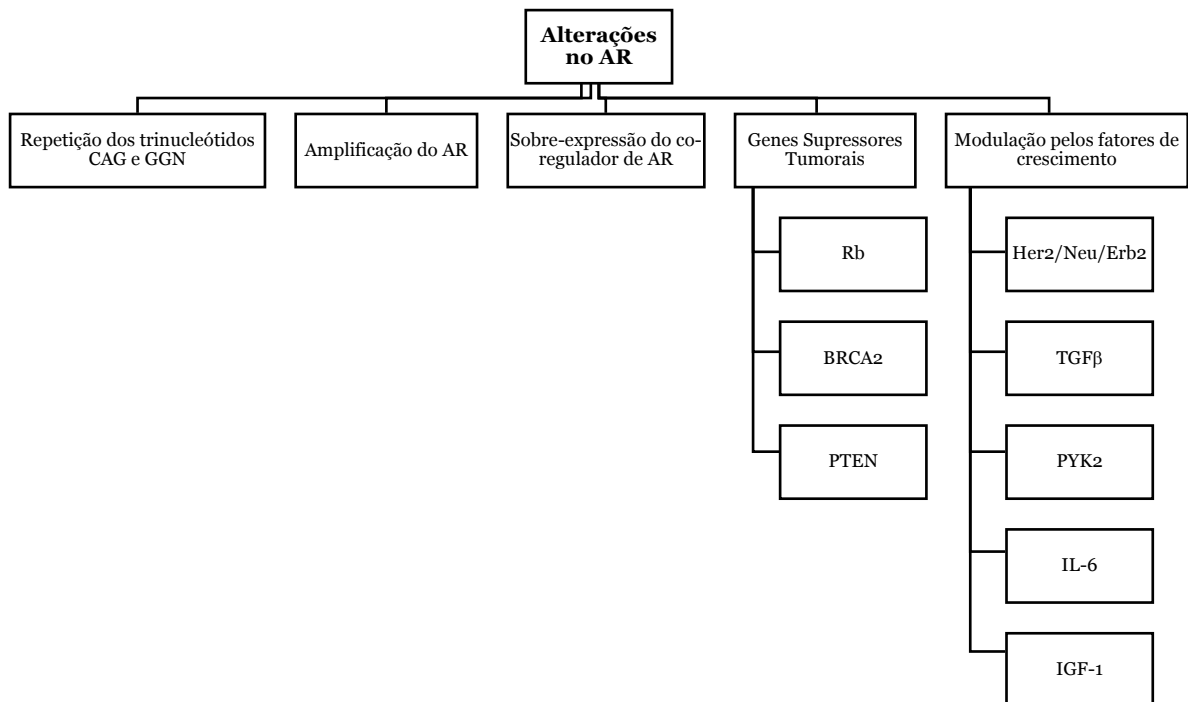 Alterações
no AR
Repetição dos trinucleótidos
CAG e GGN
Amplificação do AR
Sobre-expressão do co-
regulador de AR
Genes Supressores
Tumorais
Modulação pelos fatores de
crescimento
Rb
BRCA2
PTEN
Her2/Neu/Erb2
TGFβ
PYK2
IL-6
IGF-1